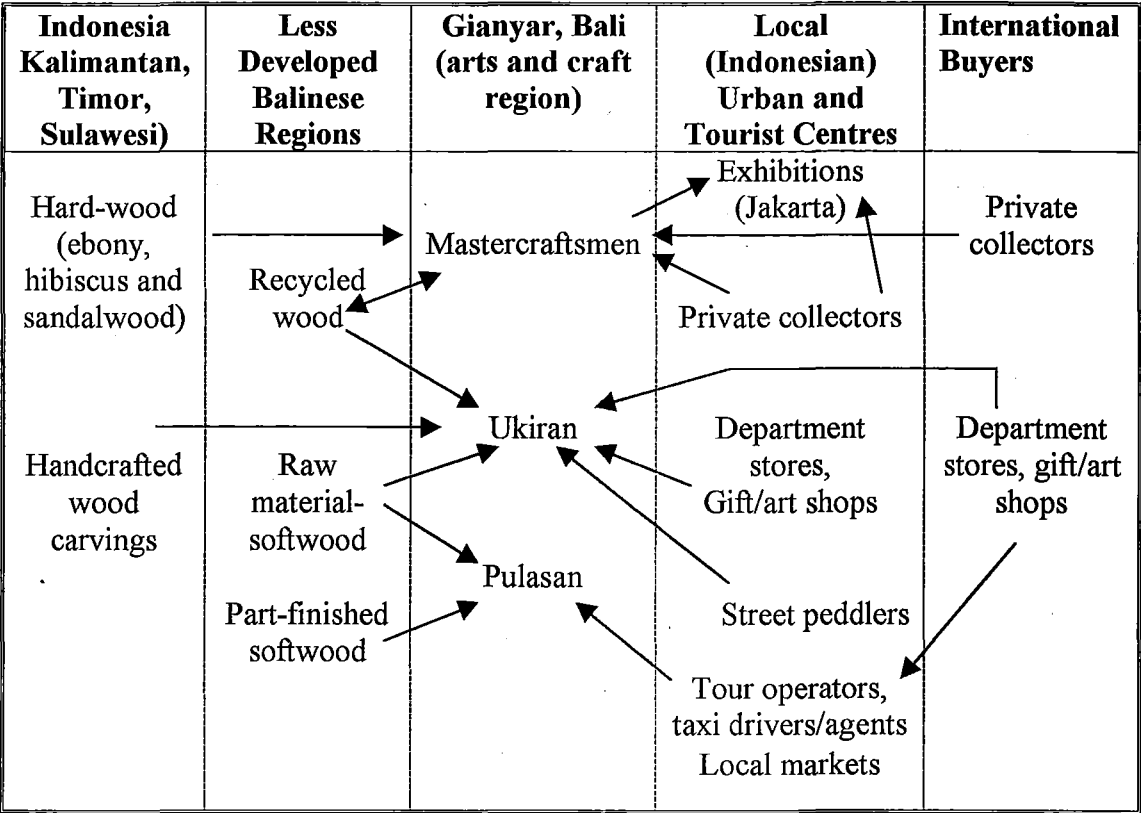 Indonesia
Kalimantan,
Timor,
Sulawesi)
Less
Developed
Balinese
Regions
Gianyar, Bali
(arts and craft
region)
Local
(Indonesian)
Urban and
Tourist Centres
International
Buyers
Hard-wood
(ebony,
hibiscus and
sandalwood)
Handcrafted
wood
carvings
Recycled
wood
Raw
material-
softwood
Part-finished
softwood
Mastercraftsmen
Ukiran
Pulasan
Exhibitions
(Jakarta)
Private collectors
Department
stores,
Gift/art shops
Street peddlers
Tour operators,
taxi drivers/agents
Local markets
Private
collectors
Department
stores, gift/art
shops